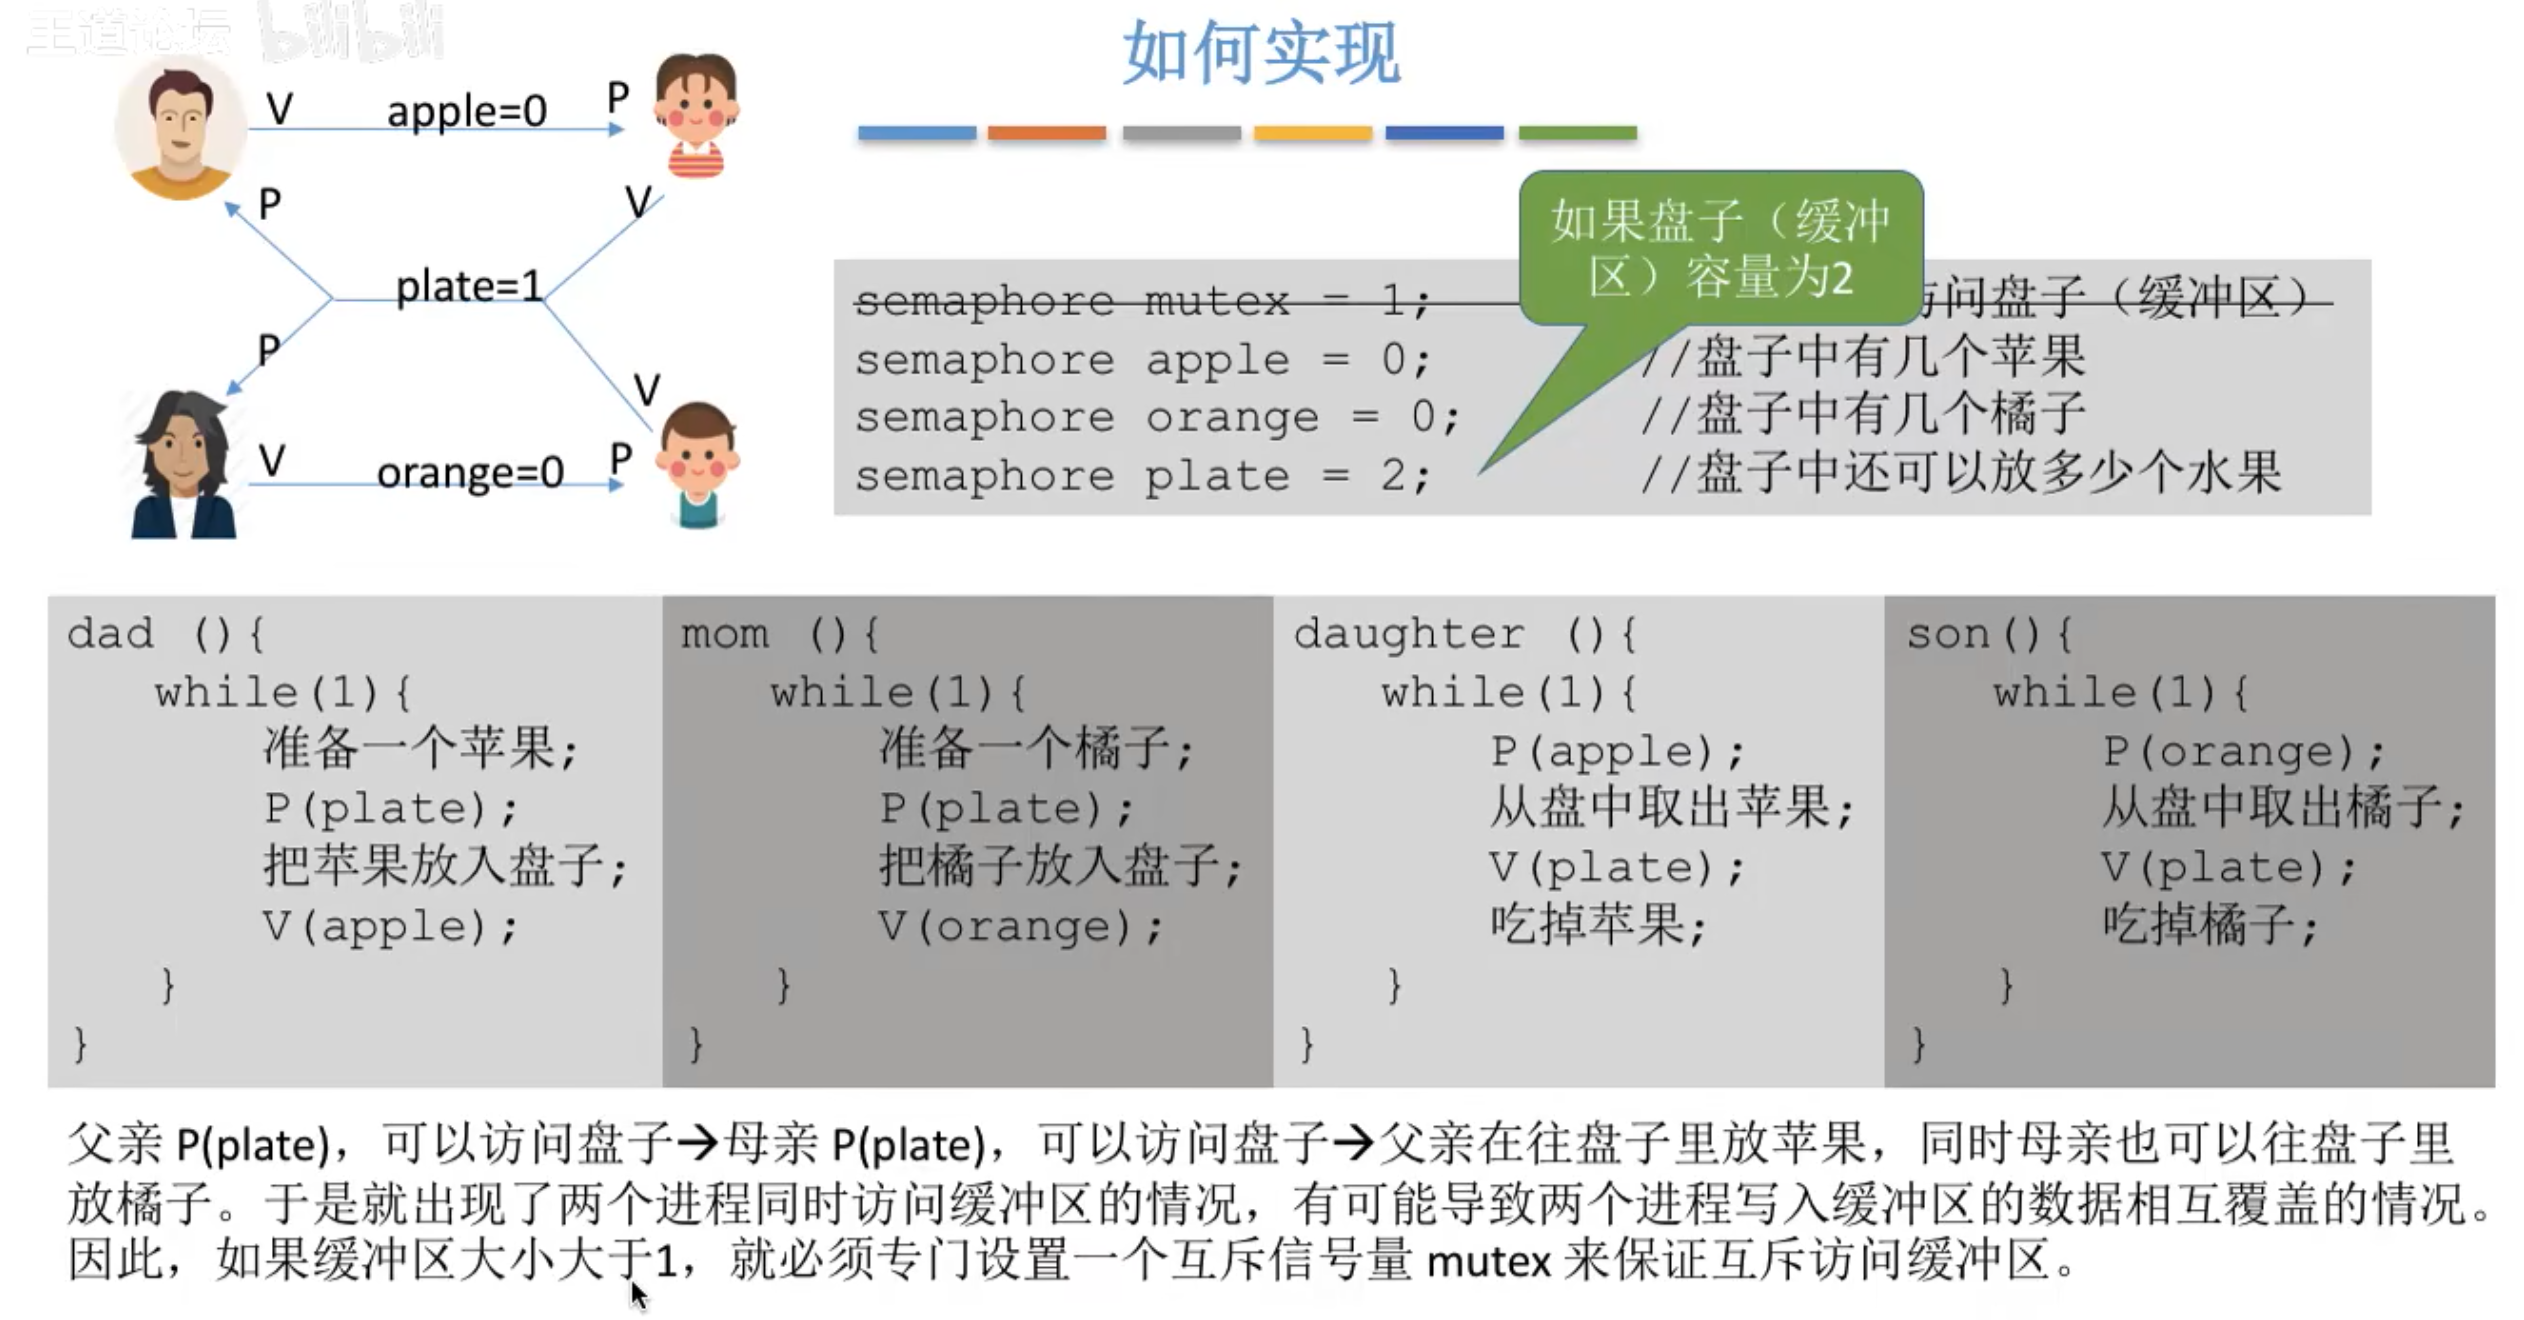 王道论坛 bilibili
如何实现
V apple=0 P
P V
plate=1
P V
V orange=0 P
如果盘子（缓冲
区）容量为2
semaphore mutex = 1; 问盘子（缓冲区）
semaphore apple = 0; //盘子中有几个苹果
semaphore orange = 0; //盘子中有几个橘子
semaphore plate = 2; //盘子中还可以放多少个水果
dad (){
while(1){
准备一个苹果;
P(plate);
把苹果放入盘子;
V(apple);
}
}
mom (){
while(1){
准备一个橘子;
P(plate);
把橘子放入盘子;
V(orange);
}
}
daughter (){
while(1){
P(apple);
从盘中取出苹果;
V(plate);
吃掉苹果;
}
}
son(){
while(1){
P(orange);
从盘中取出橘子;
V(plate);
吃掉橘子;
}
}
父亲 P(plate)，可以访问盘子→母亲 P(plate)，可以访问盘子→父亲在往盘子里放苹果，同时母亲也可以往盘子里
放橘子。于是就出现了两个进程同时访问缓冲区的情况，有可能导致两个进程写入缓冲区的数据相互覆盖的情况。
因此，如果缓冲区大小大于1，就必须专门设置一个互斥信号量 mutex 来保证互斥访问缓冲区。